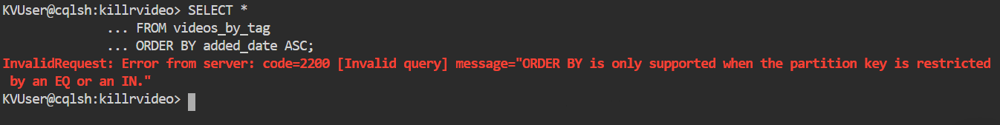 KVUser@cqlsh:killrvideo> SELECT *
... FROM videos_by_tag
... ORDER BY added_date ASC;
InvalidRequest: Error from server: code=2200 [Invalid query] message="ORDER BY is only supported when the partition key is restricted
by an EQ or an IN."
KVUser@cqlsh:killrvideo>